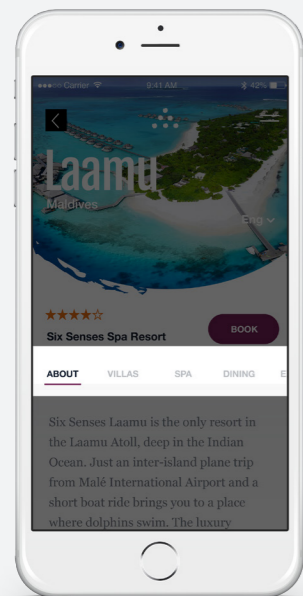 Carrier 9:41 AM 42%
Laamu
Maldives
Eng
Six Senses Spa Resort
BOOK
ABOUT VILLAS SPA DINING E
Six Senses Laamu is the only resort in
the Laamu Atoll, deep in the Indian
Ocean. Just an inter-island plane trip
from Malé International Airport and a
short boat ride brings you to a place
where dolphins swim. The luxury